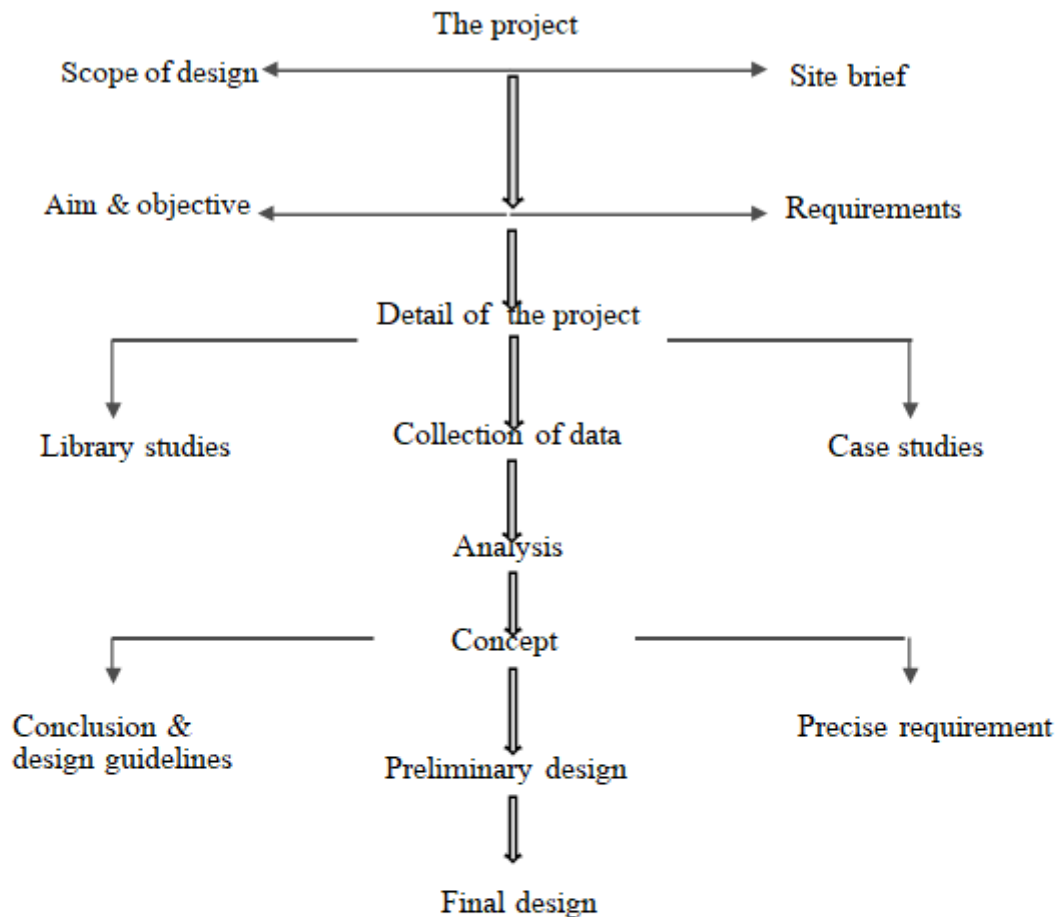 The project
Scope of design
Site brief
Aim & objective
Requirements
Detail of the project
Library studies
Collection of data
Case studies
Analysis
Concept
Conclusion &
design guidelines
Precise requirement
Preliminary design
Final design